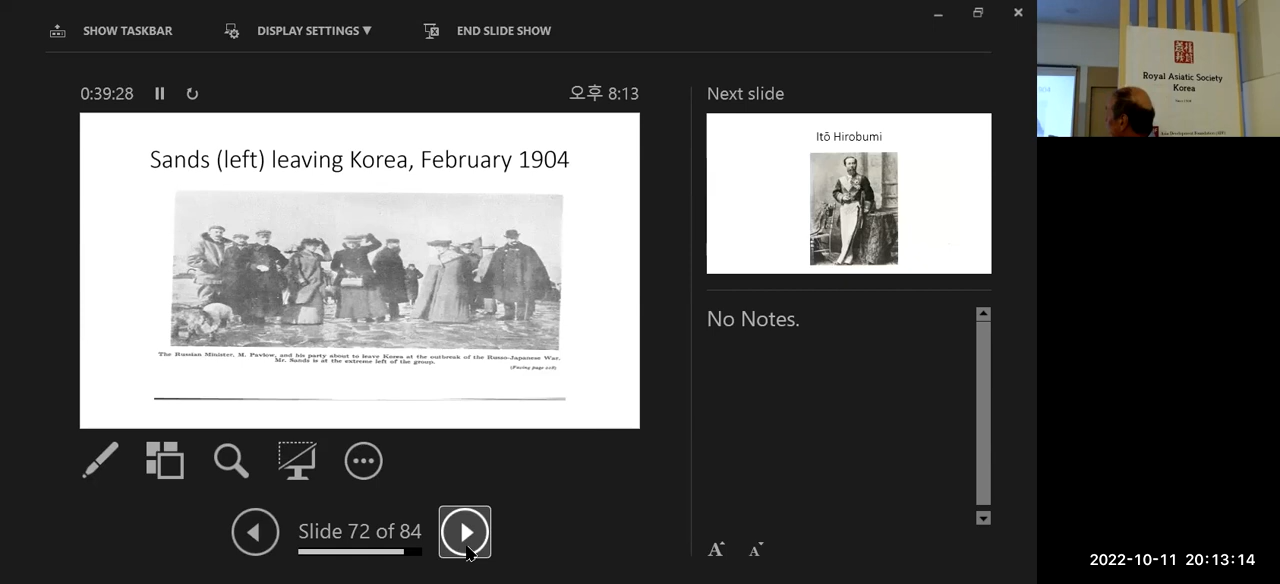 SHOW TASKBAR
DISPLAY SETTINGS ▼
END SLIDE SHOW
0:39:28
오후 8:13
Next slide
Sands (left) leaving Korea, February 1904
The Russian Minister, M. Pavlow, and his party about to leave Korea at the outbreak of the Russo-Japanese War.
Mr. Sands is at the extreme left of the group.
(Facing page 218)
Itō Hirobumi
No Notes.
Slide 72 of 84
A A
Royal Asiatic Society
Korea
2022-10-11 20:13:14